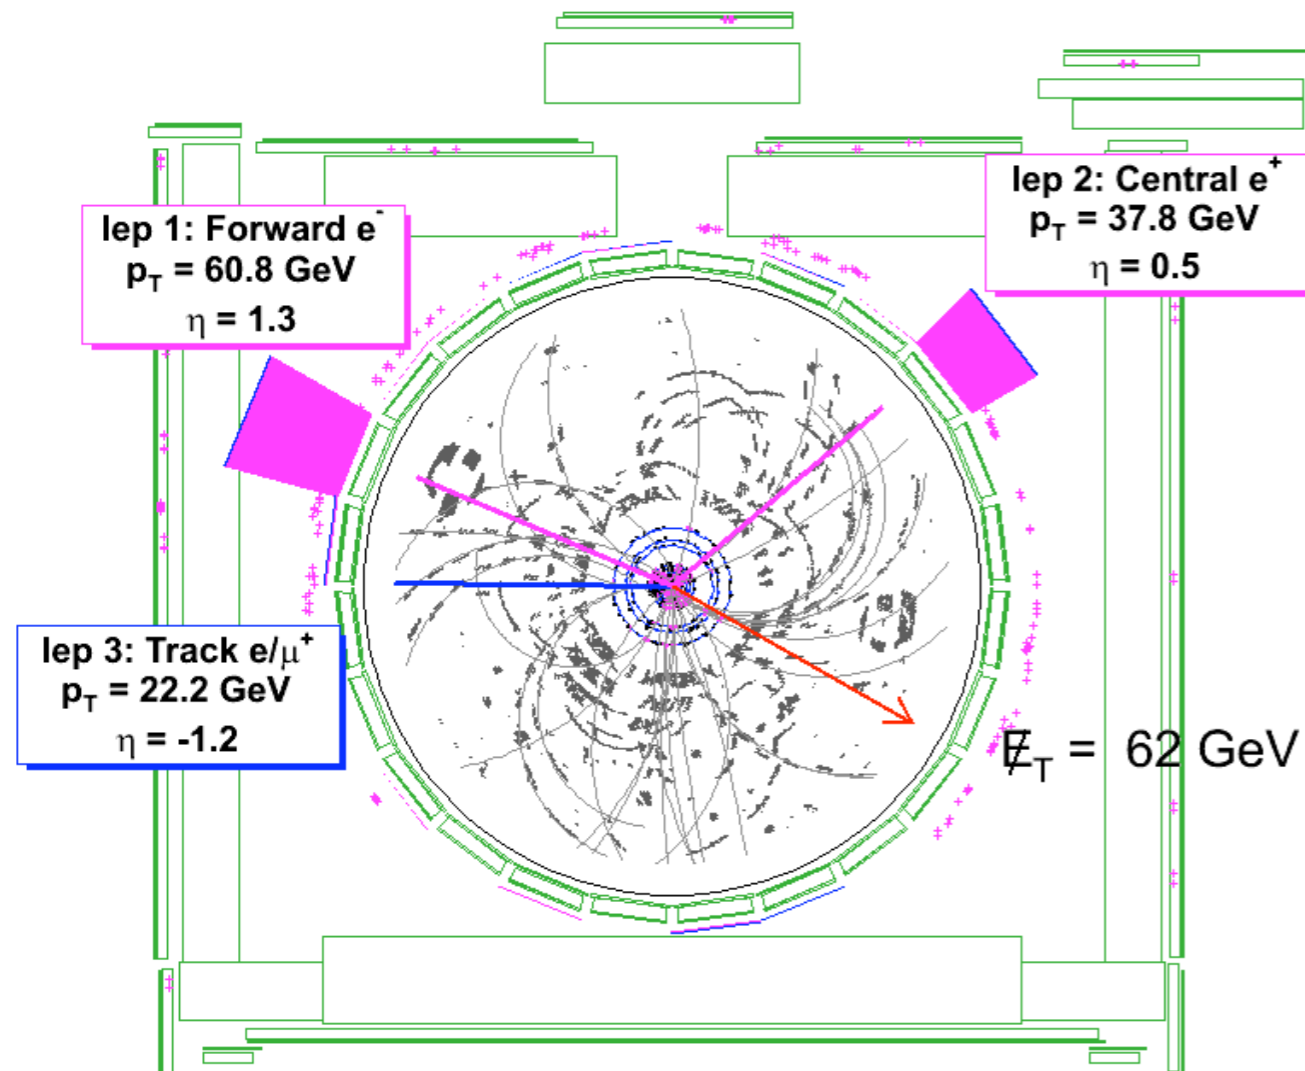 lep 1: Forward e⁻
p_T = 60.8 GeV
η = 1.3
lep 2: Central e⁺
p_T = 37.8 GeV
η = 0.5
lep 3: Track e/μ⁺
p_T = 22.2 GeV
η = -1.2
E̸_T = 62 GeV